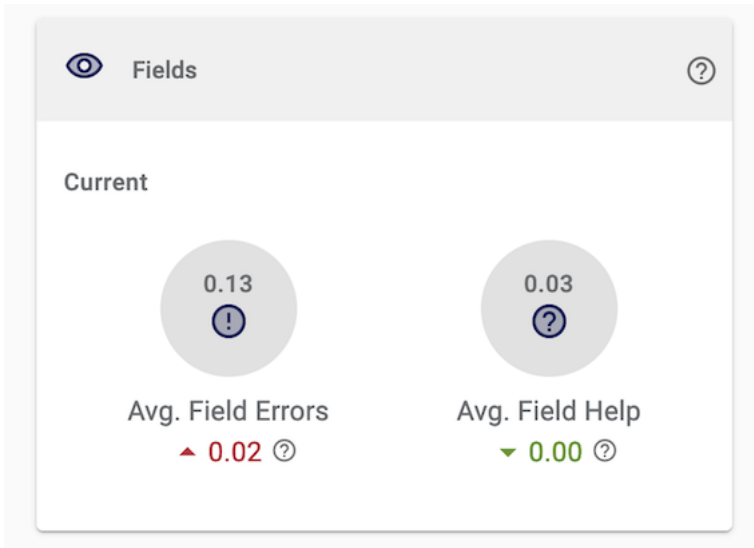 Fields
Current
0.13
0.03
Avg. Field Errors
Avg. Field Help
0.02
0.00